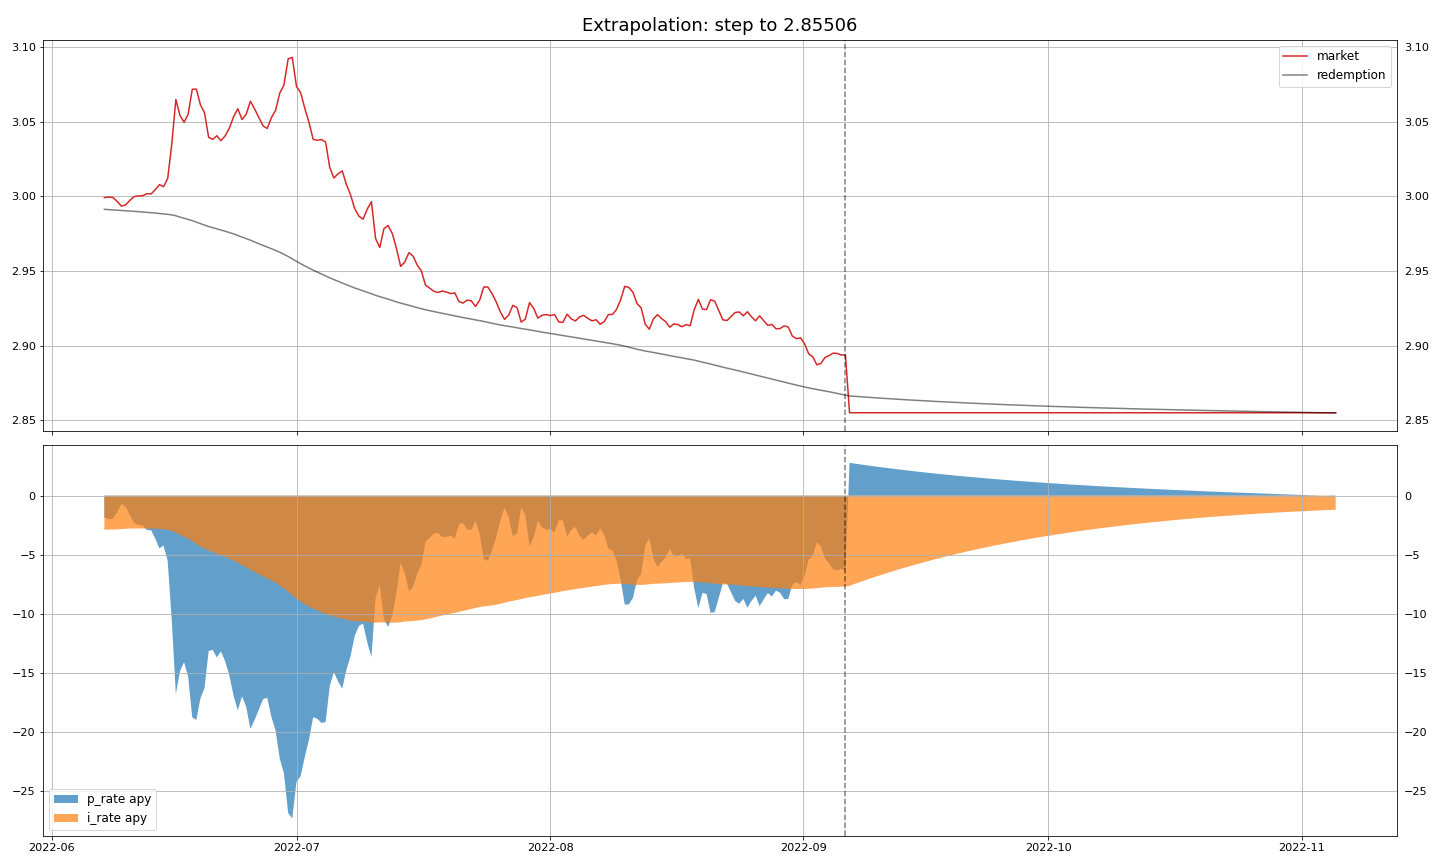 Extrapolation: step to 2.85506
3.10 3.10
market
redemption
3.05 3.05
3.00 3.00
2.95 2.95
2.90 2.90
2.85 2.85
0 0
−5 −5
−10 −10
−15 −15
−20 −20
−25 −25
p_rate apy
i_rate apy
2022-06 2022-07 2022-08 2022-09 2022-10 2022-11